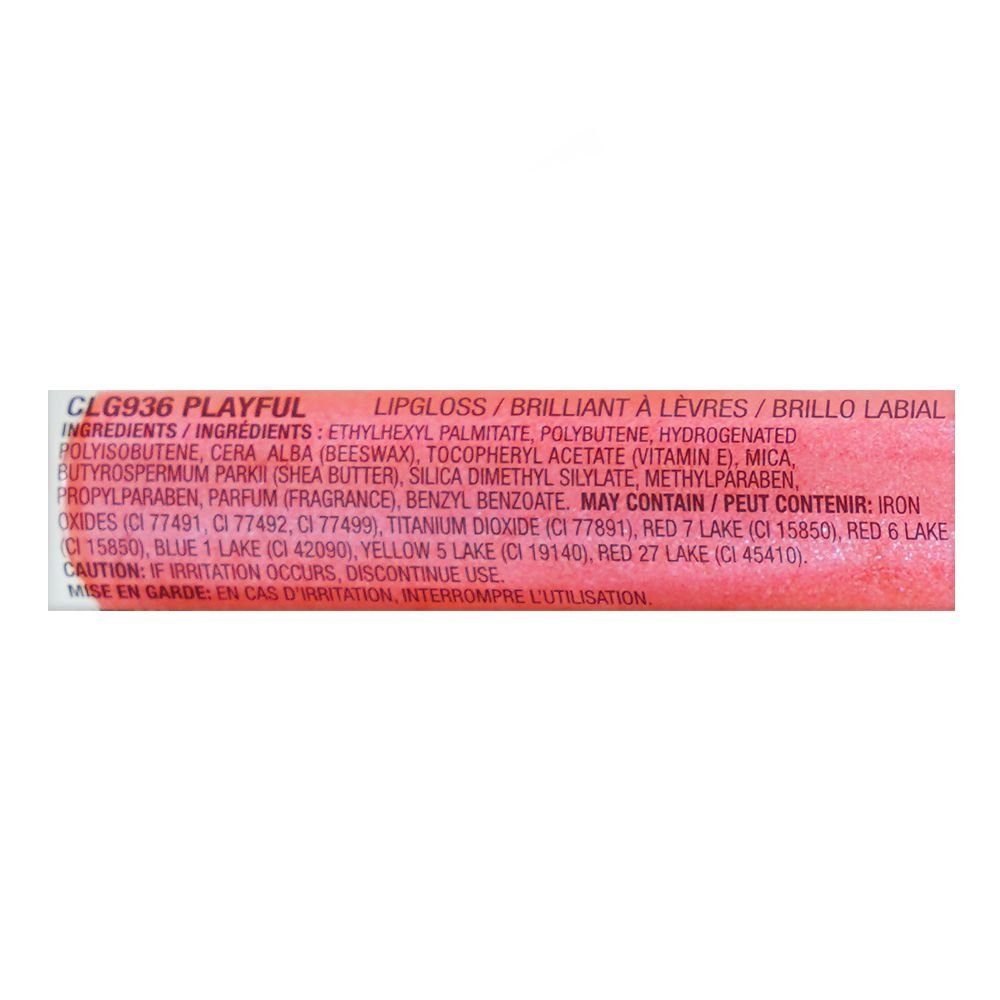 CLG936 PLAYFUL LIPGLOSS / BRILLIANT À LÈVRES / BRILLO LABIAL
INGREDIENTS / INGRÉDIENTS : ETHYLHEXYL PALMITATE, POLYBUTENE, HYDROGENATED
POLYISOBUTENE, CERA ALBA (BEESWAX), TOCOPHERYL ACETATE (VITAMIN E), MICA,
BUTYROSPERMUM PARKII (SHEA BUTTER), SILICA DIMETHYL SILYLATE, METHYLPARABEN,
PROPYLPARABEN, PARFUM (FRAGRANCE), BENZYL BENZOATE. MAY CONTAIN / PEUT CONTENIR: IRON
OXIDES (CI 77491, CI 77492, CI 77499), TITANIUM DIOXIDE (CI 77891), RED 7 LAKE (CI 15850), RED 6 LAKE
(CI 15850), BLUE 1 LAKE (CI 42090), YELLOW 5 LAKE (CI 19140), RED 27 LAKE (CI 45410).
CAUTION: IF IRRITATION OCCURS, DISCONTINUE USE.
MISE EN GARDE: EN CAS D'IRRITATION, INTERROMPRE L'UTILISATION.